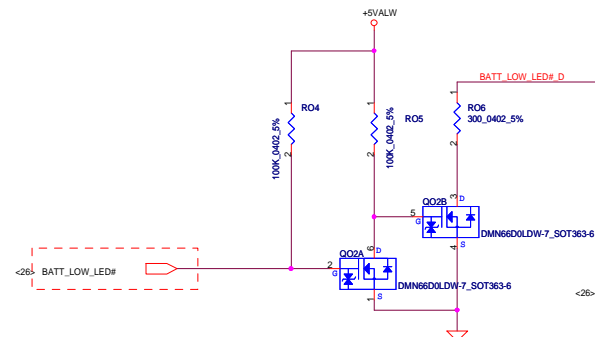 +5VALW
BATT_LOW_LED#_D
1
RO4
100K_0402_5%
2
1
RO5
100K_0402_5%
2
1
RO6
300_0402_5%
2
3
D
QO2B
5
G
DMN66D0LDW-7_SOT363-6
4
S
6
D
QO2A
2
G
DMN66D0LDW-7_SOT363-6
1
S
<26> BATT_LOW_LED#
<26>